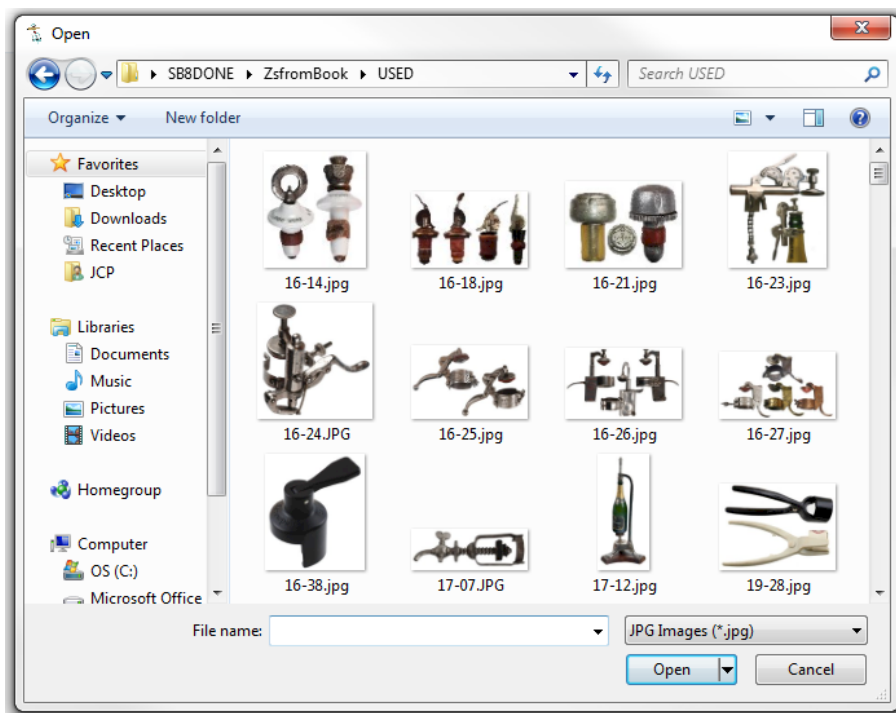 Open
SB8DONE ▸ ZsfromBook ▸ USED
Search USED
Organize
New folder
Favorites
Desktop
Downloads
Recent Places
JCP
Libraries
Documents
Music
Pictures
Videos
Homegroup
Computer
OS (C:)
Microsoft Office
16-14.jpg 16-18.jpg 16-21.jpg 16-23.jpg
16-24.JPG 16-25.jpg 16-26.jpg 16-27.jpg
16-38.jpg 17-07.JPG 17-12.jpg 19-28.jpg
File name:
JPG Images (*.jpg)
Open Cancel